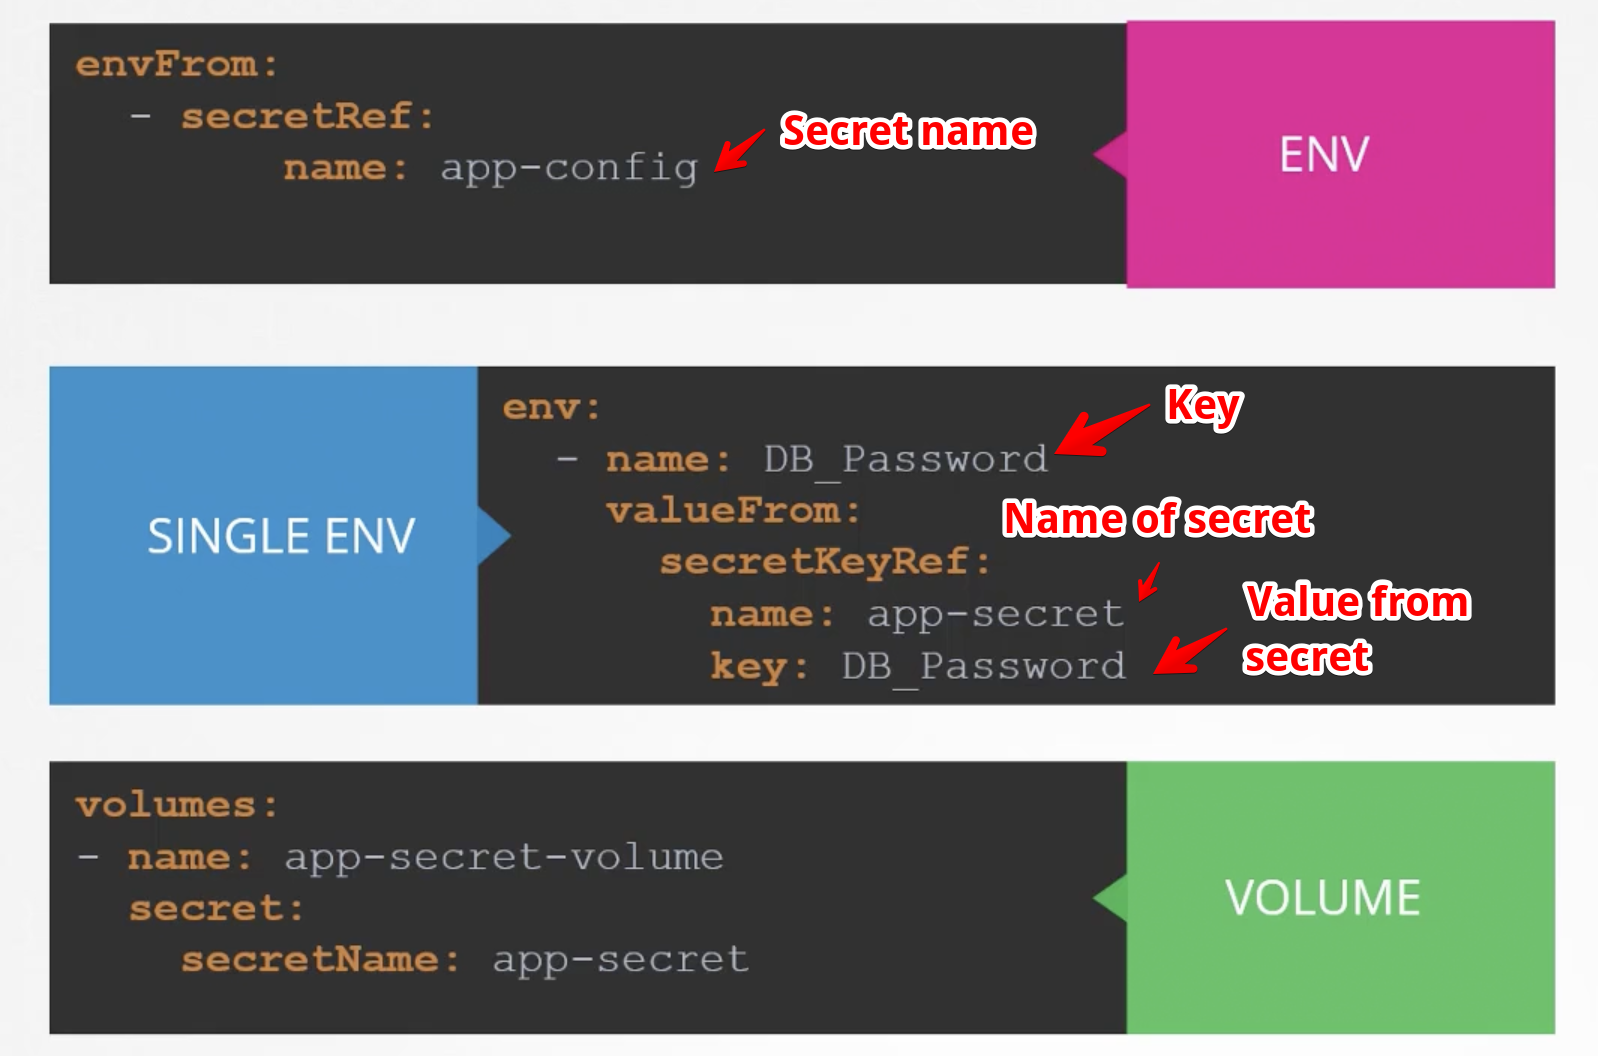 envFrom:
  - secretRef:
        name: app-config
Secret name
ENV
SINGLE ENV
env:
  - name: DB_Password
    valueFrom:
      secretKeyRef:
        name: app-secret
        key: DB_Password
Key
Name of secret
Value from
secret
volumes:
- name: app-secret-volume
  secret:
    secretName: app-secret
VOLUME